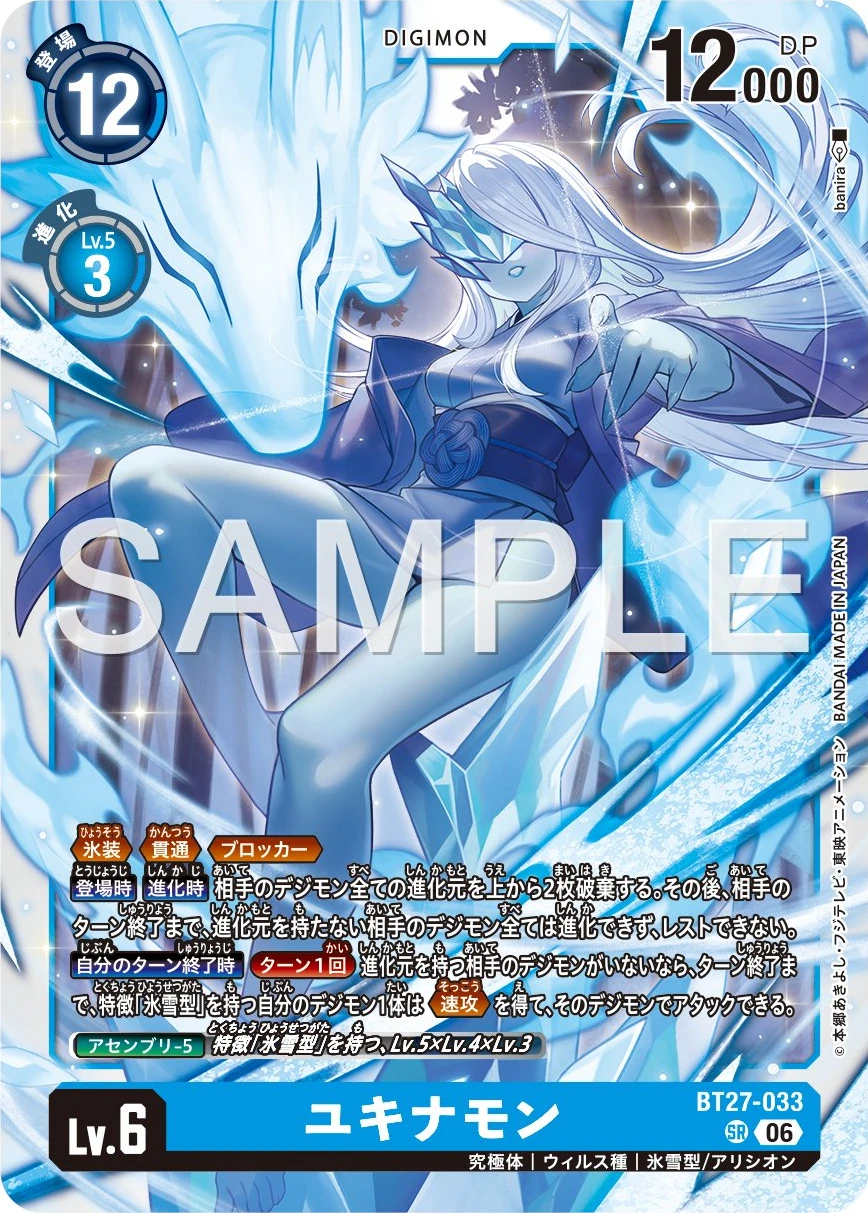 DIGIMON
登場
12
DP
12000
進化
Lv.5
3
banira
SAMPLE
©本郷あきよし・フジテレビ・東映アニメーション BANDAI MADE IN JAPAN
氷装 貫通 ブロッカー
登場時 進化時 相手のデジモン全ての進化元を上から2枚破棄する。その後、相手の
ターン終了まで、進化元を持たない相手のデジモン全ては進化できず、レストできない。
自分のターン終了時 ターン1回 進化元を持つ相手のデジモンがいないなら、ターン終了ま
で、特徴「氷雪型」を持つ自分のデジモン1体は 速攻 を得て、そのデジモンでアタックできる。
アセンブリ-5 特徴「氷雪型」を持つ、Lv.5×Lv.4×Lv.3
Lv.6
ユキナモン
BT27-033
SR 06
究極体｜ウィルス種｜氷雪型/アリシオン